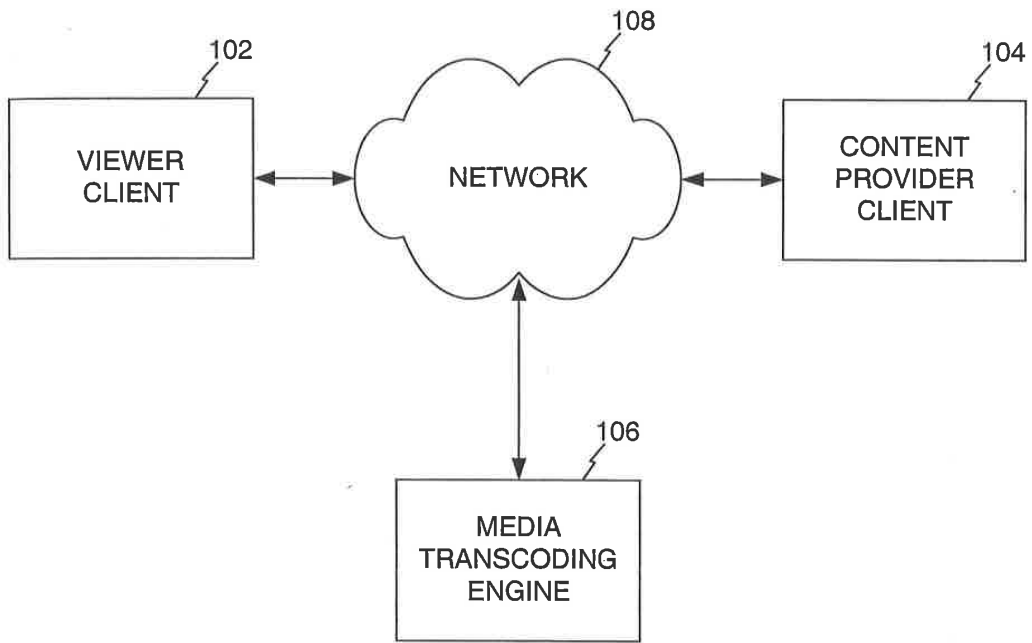 108
102
104
VIEWER
CLIENT
NETWORK
CONTENT
PROVIDER
CLIENT
106
MEDIA
TRANSCODING
ENGINE